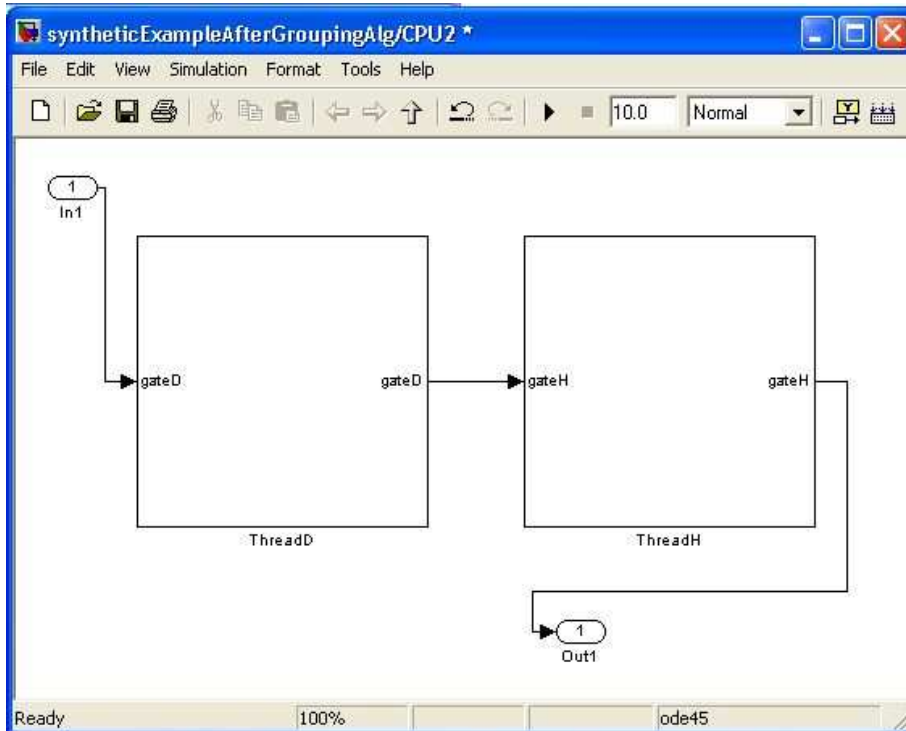 syntheticExampleAfterGroupingAlg/CPU2 *
File Edit View Simulation Format Tools Help
10.0 Normal
1
In1
gateD gateD gateH gateH
ThreadD ThreadH
1
Out1
Ready 100% ode45